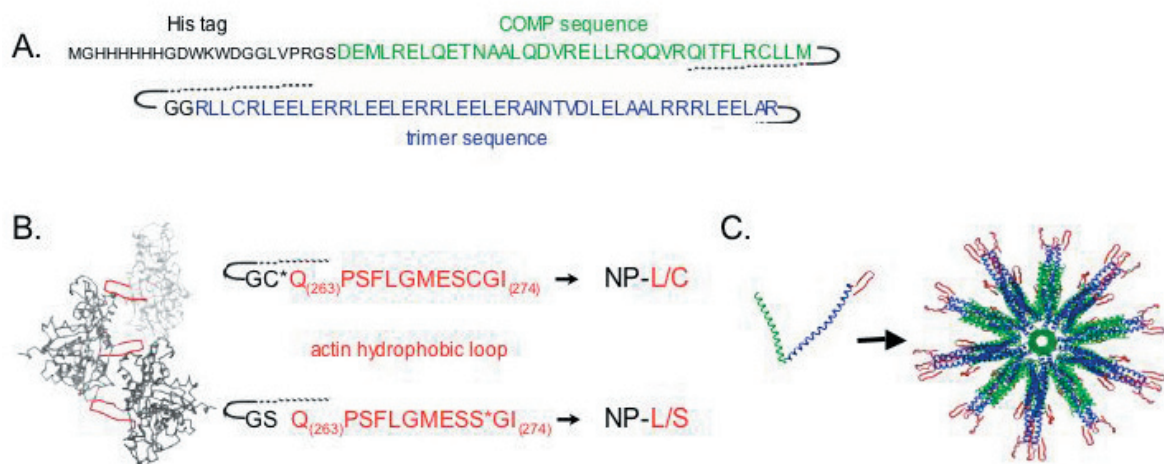 A.
His tag COMP sequence
MGHHHHHHGDWKWDGGLVPRGSDEMLRELQETNAALQDVRELLRQQVRQITFLRCLLM
GGRLLCRLEELERRLEELERRLEELERAINTVDLELAALRRRLEELAR
trimer sequence
B.
GC*Q(263)PSFLGMESCGI(274) NP-L/C
actin hydrophobic loop
GS Q(263)PSFLGMESS*GI(274) NP-L/S
C.